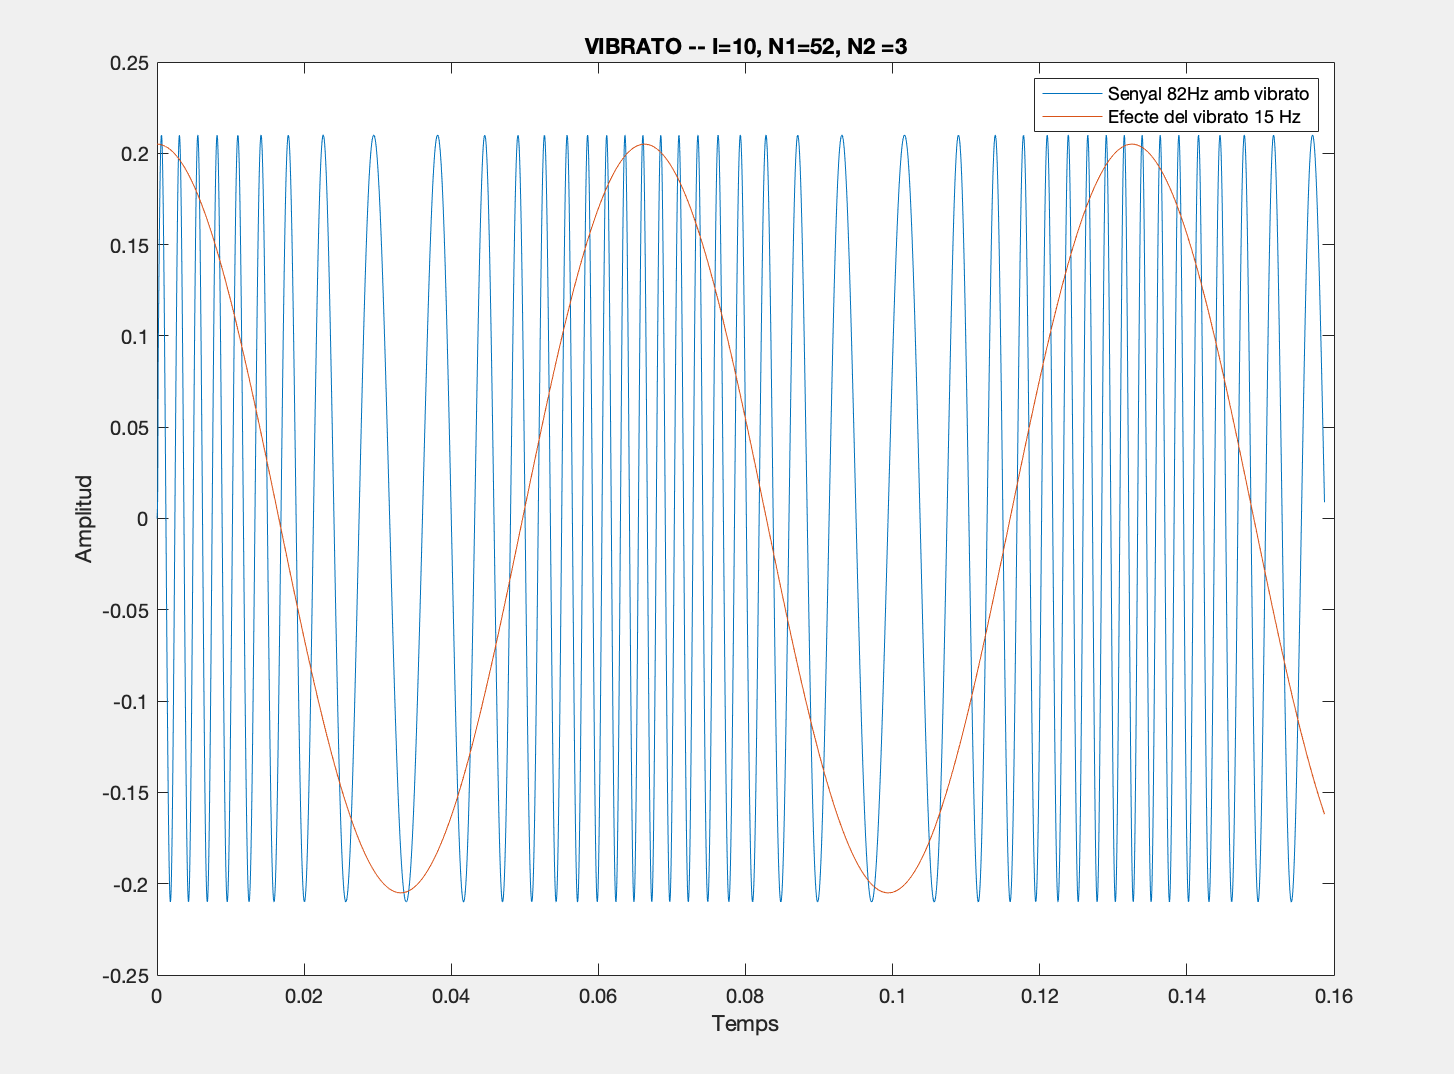 VIBRATO -- I=10, N1=52, N2 =3
Senyal 82Hz amb vibrato
Efecte del vibrato 15 Hz
0.25
0.2
0.15
0.1
0.05
0
-0.05
-0.1
-0.15
-0.2
-0.25
Amplitud
0 0.02 0.04 0.06 0.08 0.1 0.12 0.14 0.16
Temps